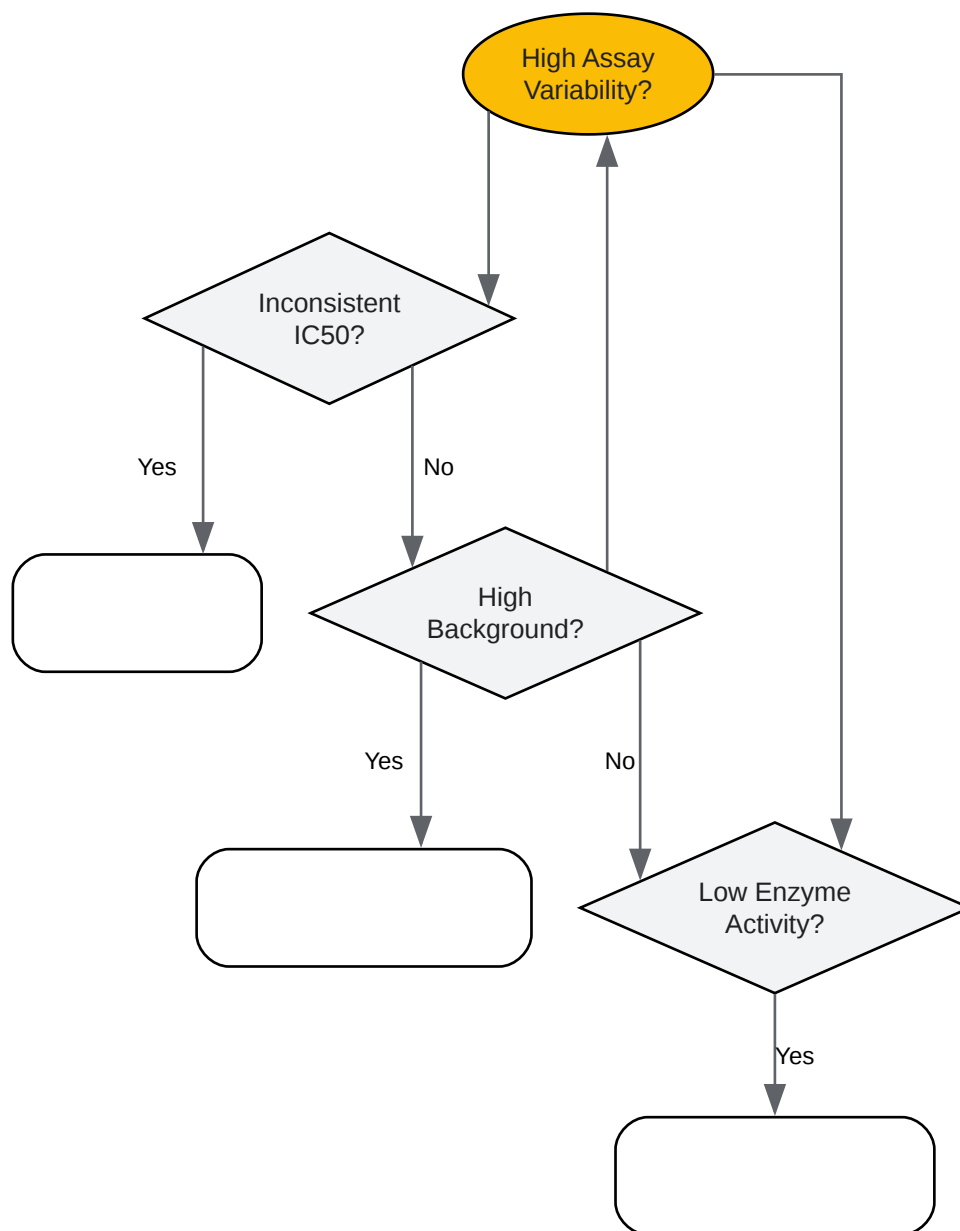 High Assay
Variability?
Inconsistent
IC50?
Yes
No
High
Background?
Yes
No
Low Enzyme
Activity?
Yes